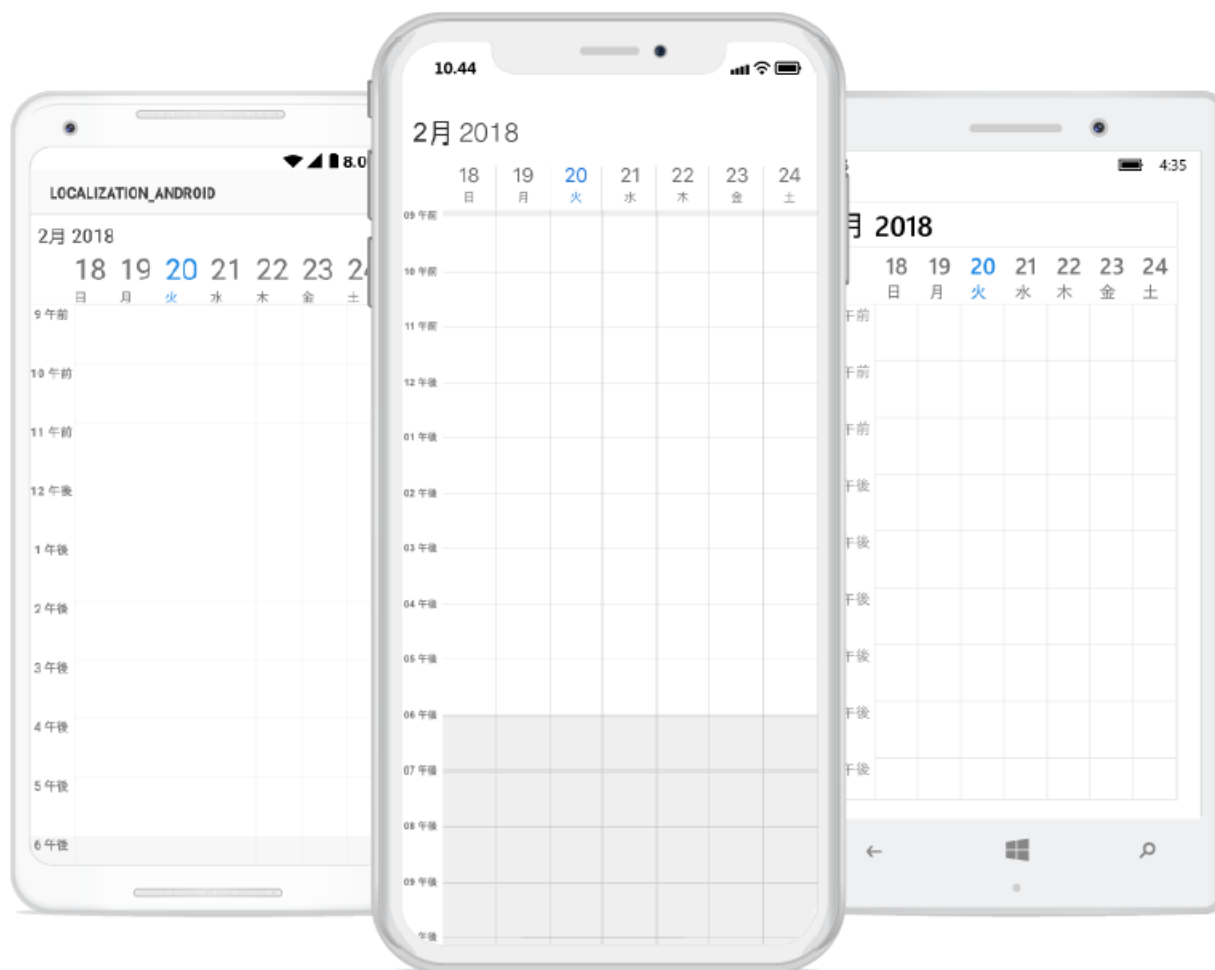 8.0
LOCALIZATION_ANDROID
2月 2018
18 19 20 21 22 23
日 月 火 水 木 金 土
9 午前
10 午前
11 午前
12 午後
1 午後
2 午後
3 午後
4 午後
5 午後
6 午後
10.44
2月 2018
18 19 20 21 22 23 24
日 月 火 水 木 金 土
09 午前
10 午前
11 午前
12 午後
01 午後
02 午後
03 午後
04 午後
05 午後
06 午後
07 午後
08 午後
09 午後
午後
4:35
月 2018
18 19 20 21 22 23 24
日 月 火 水 木 金 土
午前
午前
午前
午後
午後
午後
午後
午後
午後